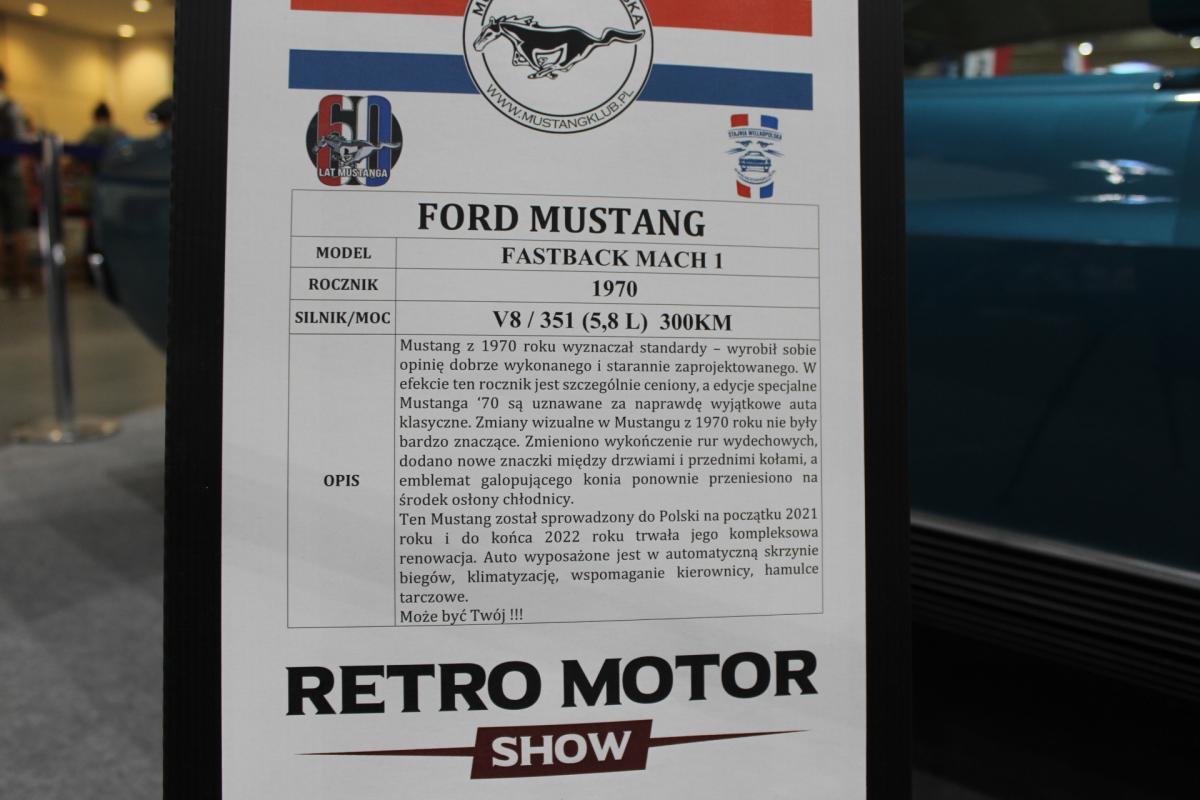 WWW.MUSTANGKLUB.PL
60
LAT MUSTANGA
STAJNIA WIELKOPOLSKA
FORD MUSTANG
MODEL FASTBACK MACH 1
ROCZNIK 1970
SILNIK/MOC V8 / 351 (5,8 L) 300KM
OPIS
Mustang z 1970 roku wyznaczał standardy – wyrobił sobie
opinię dobrze wykonanego i starannie zaprojektowanego. W
efekcie ten rocznik jest szczególnie ceniony, a edycje specjalne
Mustanga ‘70 są uznawane za naprawdę wyjątkowe auta
klasyczne. Zmiany wizualne w Mustangu z 1970 roku nie były
bardzo znaczące. Zmieniono wykończenie rur wydechowych,
dodano nowe znaczki między drzwiami i przednimi kołami, a
emblemat galopującego konia ponownie przeniesiono na
środek osłony chłodnicy.
Ten Mustang został sprowadzony do Polski na początku 2021
roku i do końca 2022 roku trwała jego kompleksowa
renowacja. Auto wyposażone jest w automatyczną skrzynie
biegów, klimatyzację, wspomaganie kierownicy, hamulce
tarczowe.
Może być Twój !!!
RETRO MOTOR
SHOW